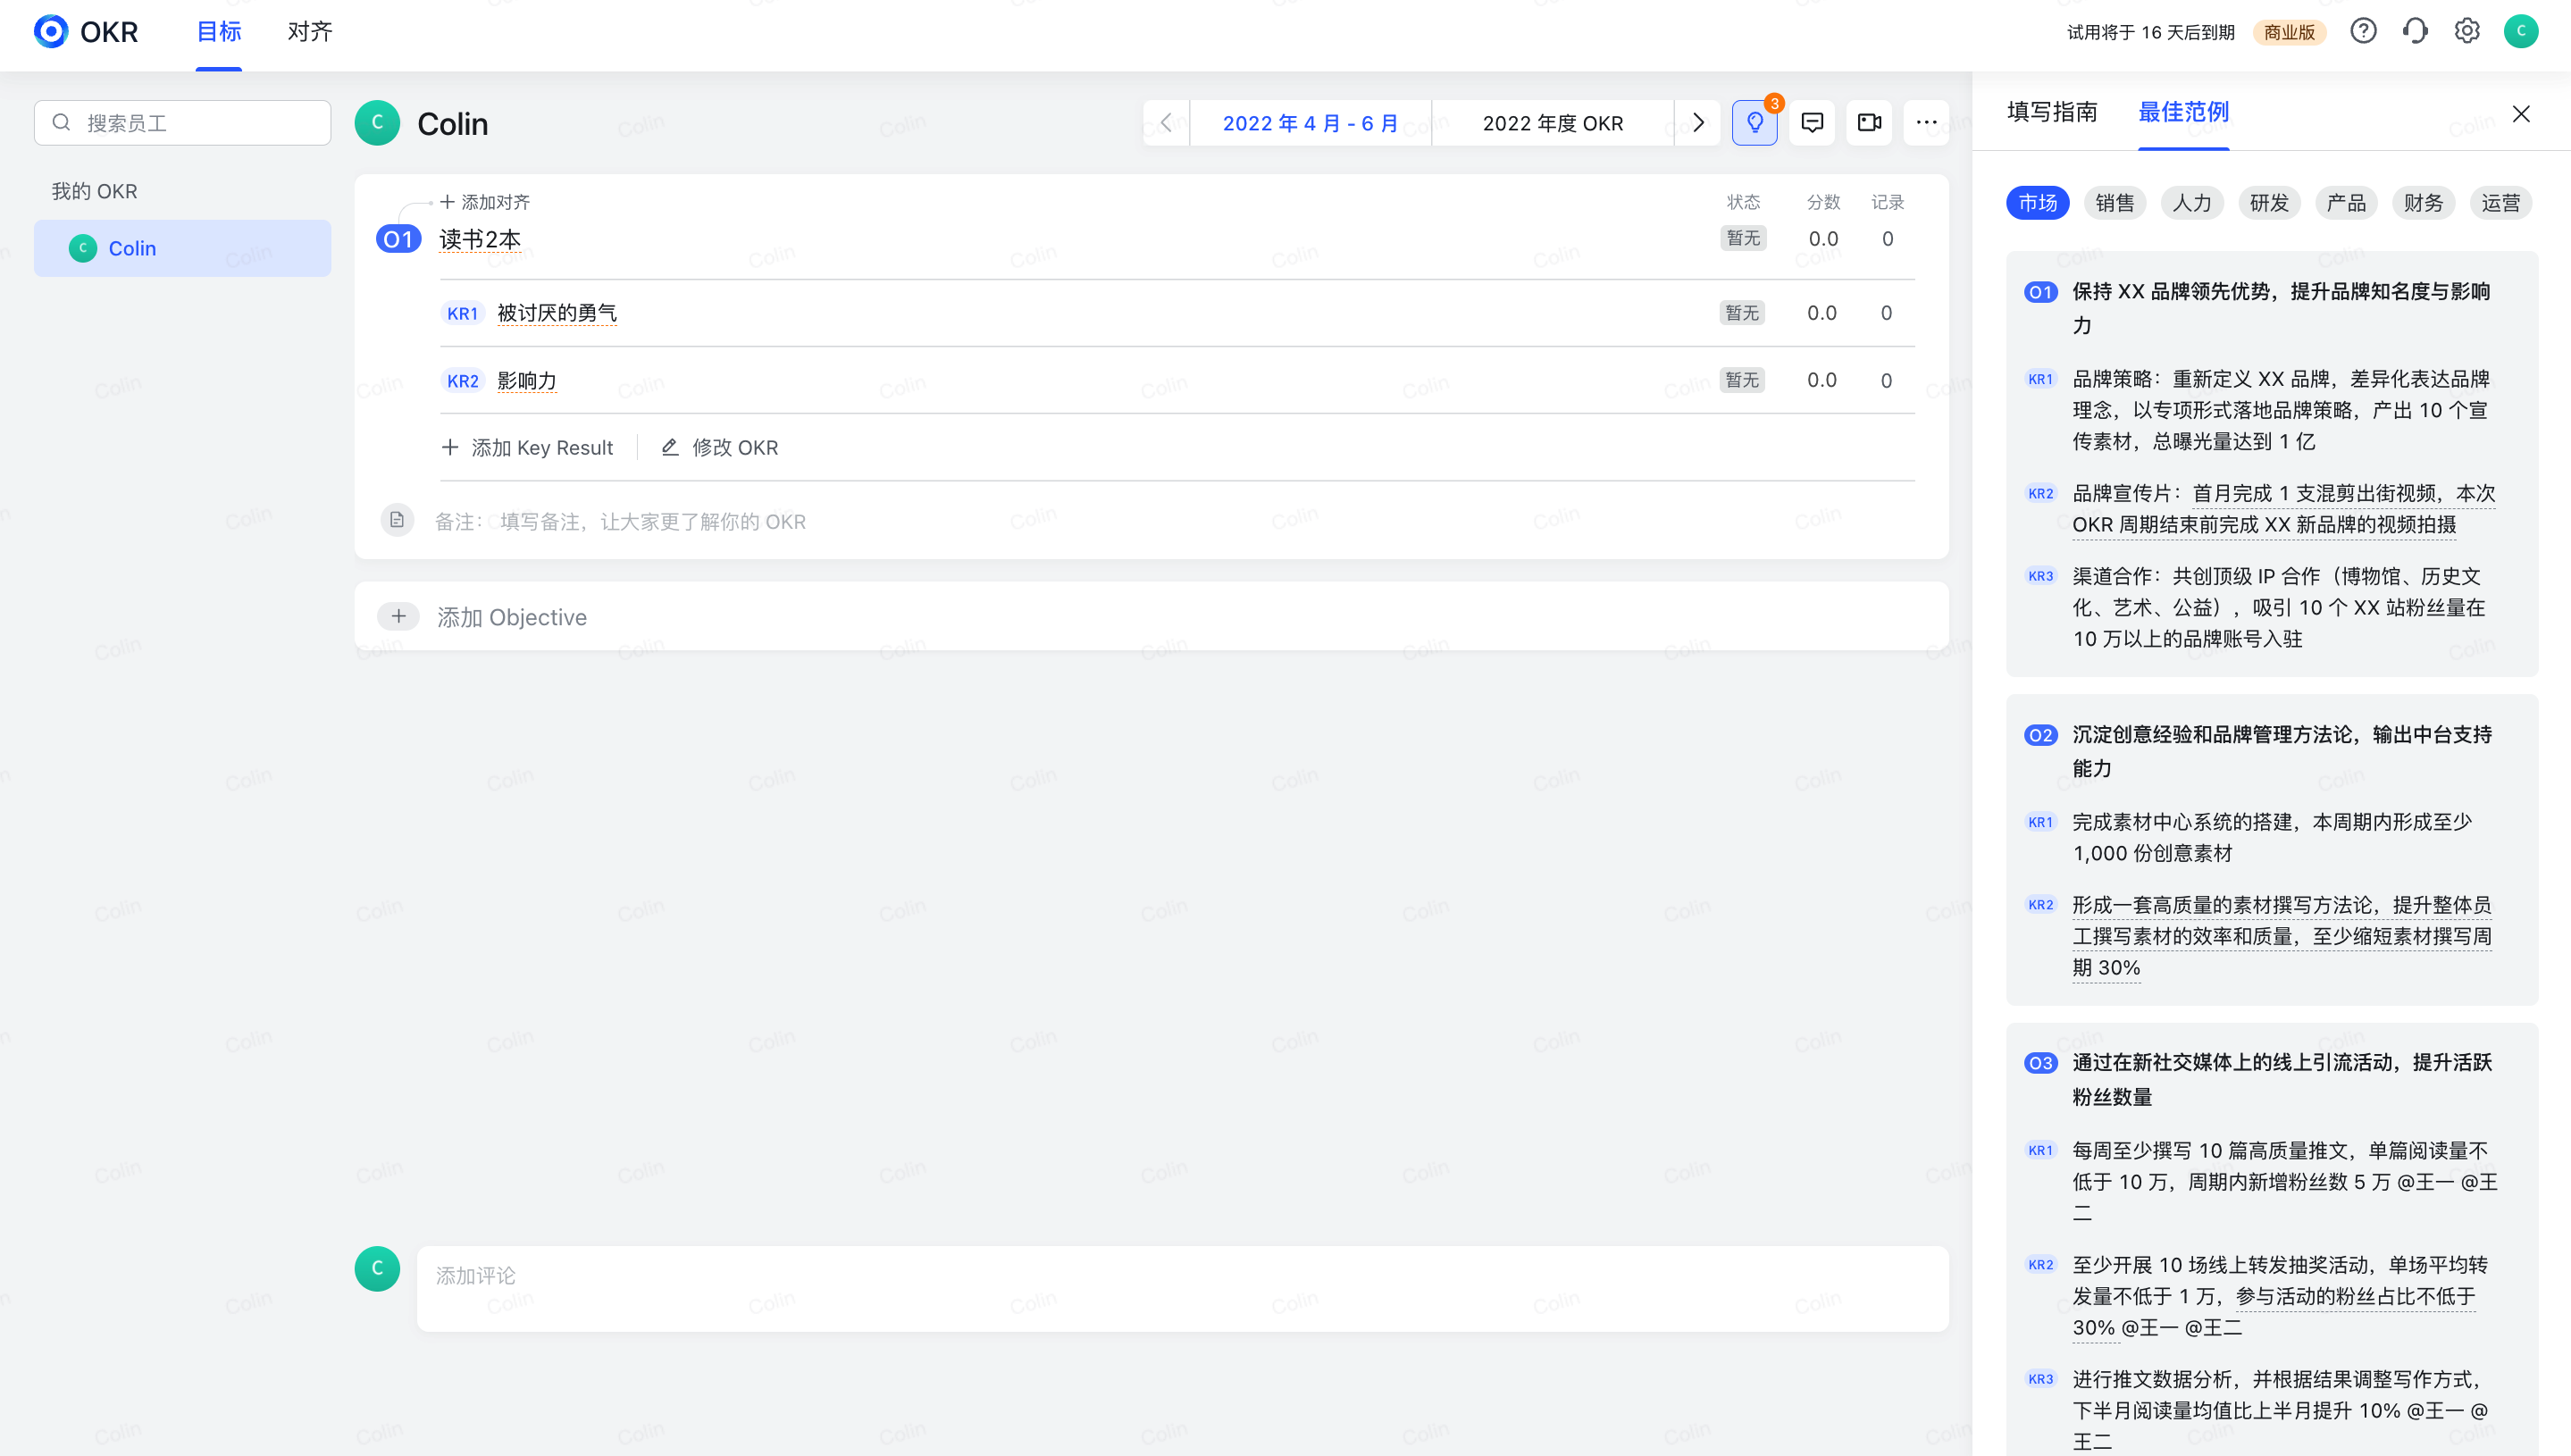 OKR
目标
对齐
试用将于 16 天后到期
商业版
C
搜索员工
我的 OKR
C
Colin
C
Colin
2022 年 4 月 - 6 月
2022 年度 OKR
3
添加对齐
状态
分数
记录
O1
读书2本
暂无
0.0
0
KR1
被讨厌的勇气
暂无
0.0
0
KR2
影响力
暂无
0.0
0
添加 Key Result
修改 OKR
备注： 填写备注，让大家更了解你的 OKR
添加 Objective
C
添加评论
填写指南
最佳范例
市场
销售
人力
研发
产品
财务
运营
O1
保持 XX 品牌领先优势，提升品牌知名度与影响
力
KR1
品牌策略：重新定义 XX 品牌，差异化表达品牌
理念，以专项形式落地品牌策略，产出 10 个宣
传素材，总曝光量达到 1 亿
KR2
品牌宣传片：首月完成 1 支混剪出街视频，本次
OKR 周期结束前完成 XX 新品牌的视频拍摄
KR3
渠道合作：共创顶级 IP 合作（博物馆、历史文
化、艺术、公益），吸引 10 个 XX 站粉丝量在
10 万以上的品牌账号入驻
O2
沉淀创意经验和品牌管理方法论，输出中台支持
能力
KR1
完成素材中心系统的搭建，本周期内形成至少
1,000 份创意素材
KR2
形成一套高质量的素材撰写方法论，提升整体员
工撰写素材的效率和质量，至少缩短素材撰写周
期 30%
O3
通过在新社交媒体上的线上引流活动，提升活跃
粉丝数量
KR1
每周至少撰写 10 篇高质量推文，单篇阅读量不
低于 10 万，周期内新增粉丝数 5 万 @王一 @王
二
KR2
至少开展 10 场线上转发抽奖活动，单场平均转
发量不低于 1 万，参与活动的粉丝占比不低于
30% @王一 @王二
KR3
进行推文数据分析，并根据结果调整写作方式，
下半月阅读量均值比上半月提升 10% @王一 @
王二